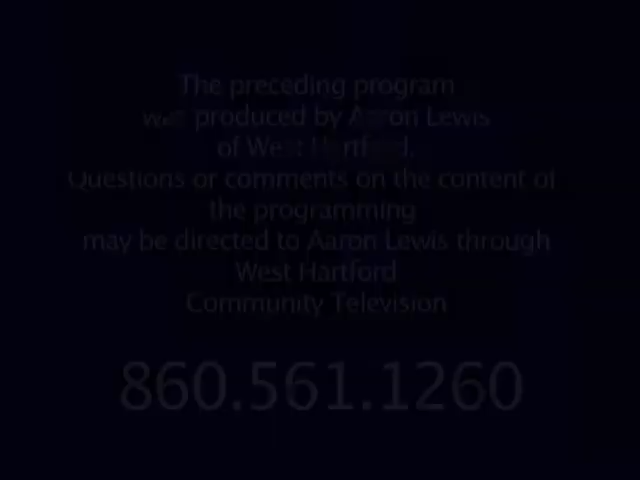 The preceding program
was produced by Aaron Lewis
of West Hartford.
Questions or comments on the content of
the programming
may be directed to Aaron Lewis through
West Hartford
Community Television
860.561.1260